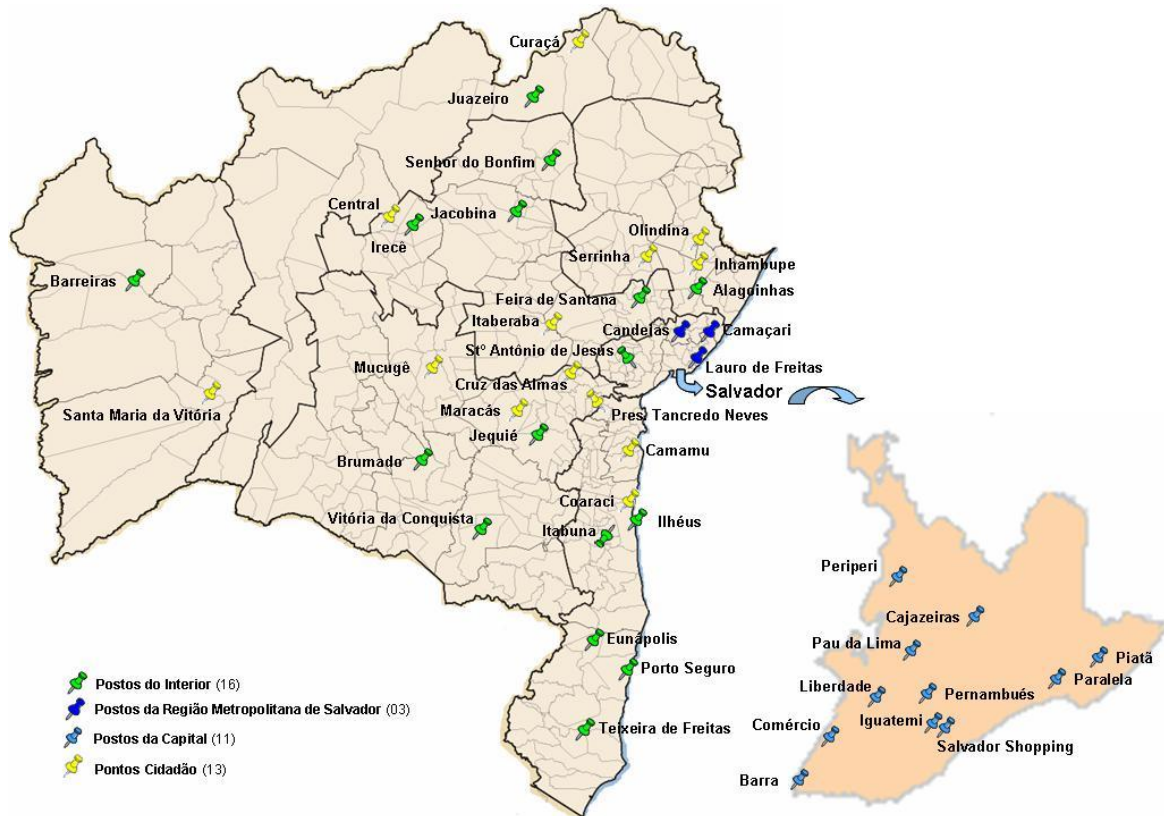 Curaçá
Juazeiro
Senhor do Bonfim
Central
Jacobina
Irecê
Olindína
Serrinha
Inhambupe
Barreiras
Alagoinhas
Feira de Santana
Itaberaba
Candeias
Camaçari
Stº Antônio de Jesus
Mucugê
Lauro de Freitas
Cruz das Almas
Salvador
Santa Maria da Vitória
Maracás
Pres. Tancredo Neves
Jequié
Camamu
Brumado
Coaraci
Vitória da Conquista
Ilhéus
Itabuna
Periperi
Cajazeiras
Eunápolis
Pau da Lima
Piatã
Porto Seguro
Paralela
Liberdade
Pernambués
Postos do Interior (16)
Postos da Região Metropolitana de Salvador (03)
Comércio
Iguatemi
Teixeira de Freitas
Salvador Shopping
Postos da Capital (11)
Pontos Cidadão (13)
Barra